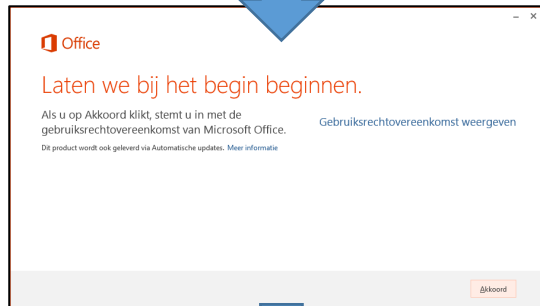 Office
Laten we bij het begin beginnen.
Als u op Akkoord klikt, stemt u in met de
gebruiksrechtovereenkomst van Microsoft Office.
Dit product wordt ook geleverd via Automatische updates. Meer informatie
Gebruiksrechtovereenkomst weergeven
Akkoord